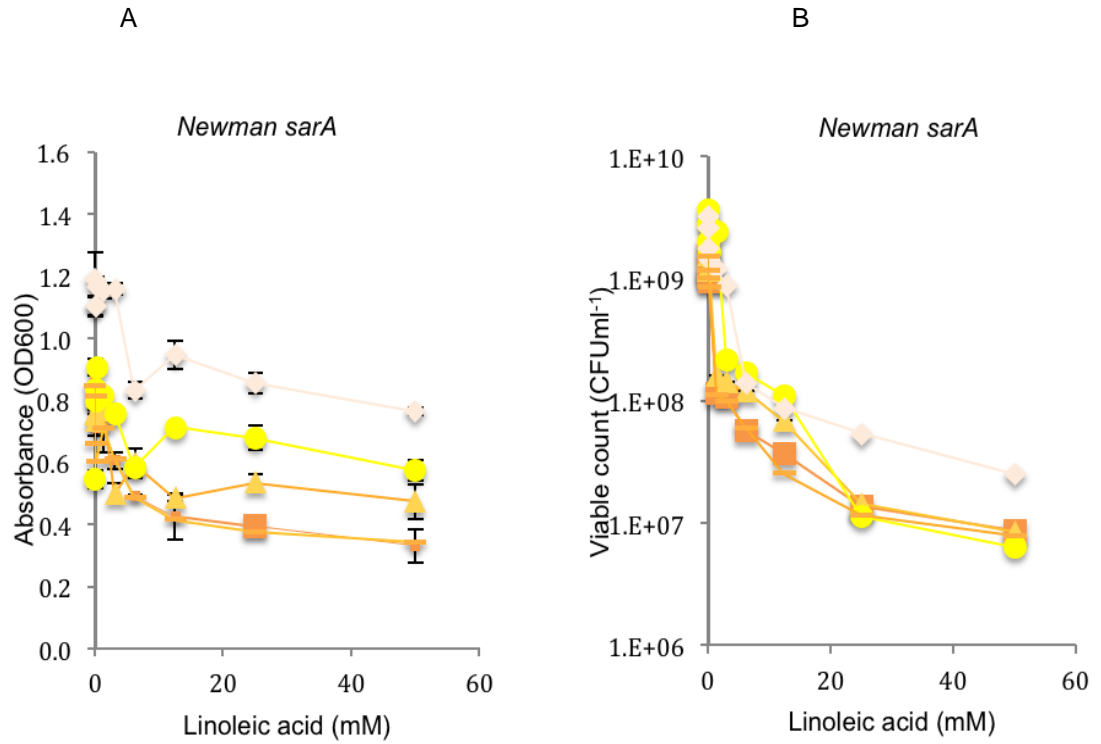 A
B
Newman sarA
Newman sarA
1.6
1.4
1.2
1.0
0.8
0.6
0.4
0.2
0.0
Absorbance (OD600)
0
20
40
60
Linoleic acid (mM)
1.E+10
1.E+09
1.E+08
1.E+07
1.E+06
Viable count (CFUml⁻¹)
0
20
40
60
Linoleic acid (mM)